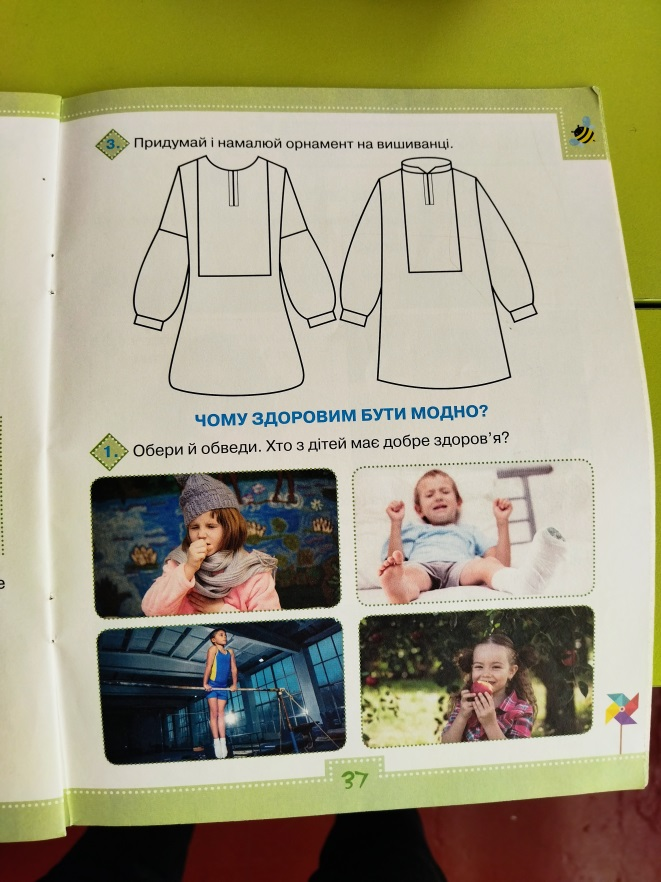 3. Придумай і намалюй орнамент на вишиванці.
ЧОМУ ЗДОРОВИМ БУТИ МОДНО?
1. Обери й обведи. Хто з дітей має добре здоров'я?
е
37